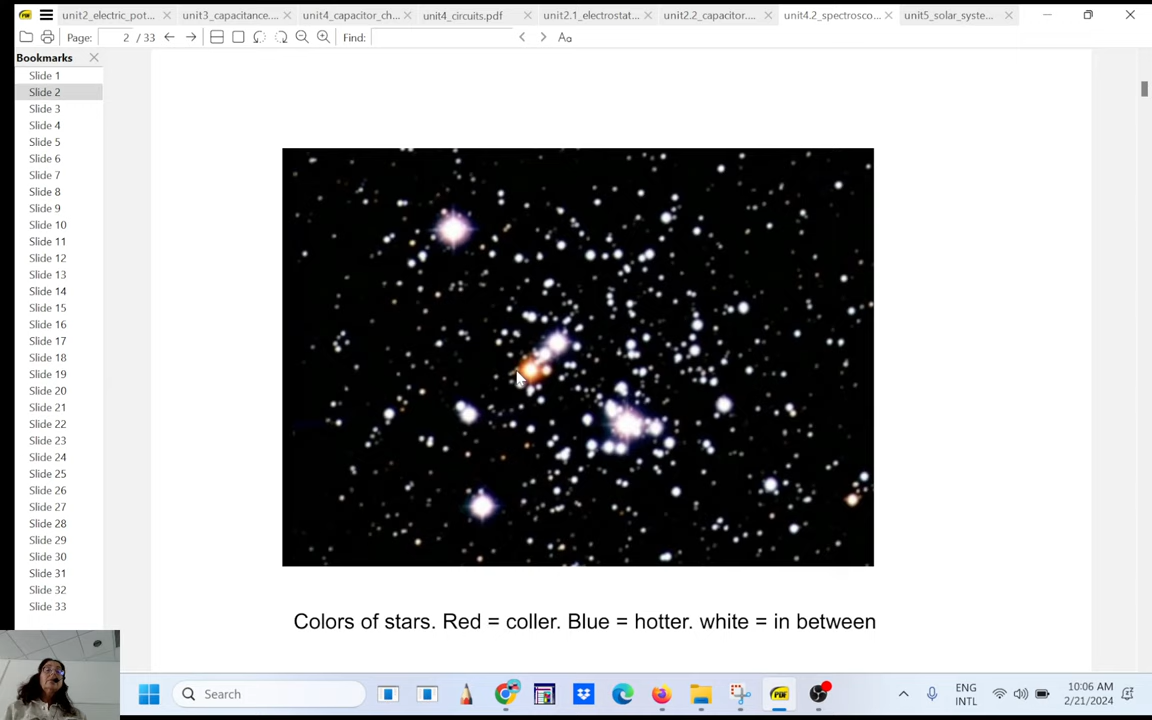 unit2_electric_pot... unit3_capacitance.... unit4_capacitor_ch... unit4_circuits.pdf unit2.1_electrostat... unit2.2_capacitor.... unit4.2_spectrosco... unit5_solar_syste...
Page: 2 / 33 Find: Aa
Bookmarks
Slide 1
Slide 2
Slide 3
Slide 4
Slide 5
Slide 6
Slide 7
Slide 8
Slide 9
Slide 10
Slide 11
Slide 12
Slide 13
Slide 14
Slide 15
Slide 16
Slide 17
Slide 18
Slide 19
Slide 20
Slide 21
Slide 22
Slide 23
Slide 24
Slide 25
Slide 26
Slide 27
Slide 28
Slide 29
Slide 30
Slide 31
Slide 32
Slide 33
Colors of stars. Red = coller. Blue = hotter. white = in between
Search
PDF
ENG
INTL
10:06 AM
2/21/2024